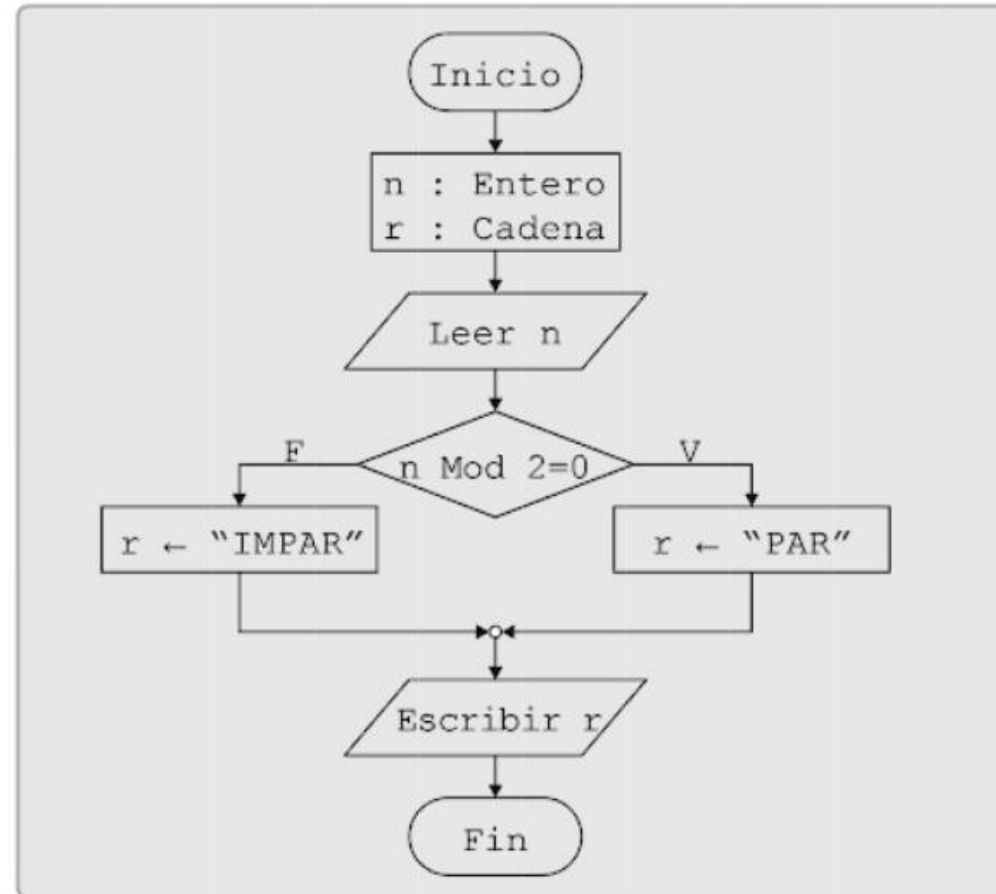 Inicio
n : Entero
r : Cadena
Leer n
F
n Mod 2=0
V
r ← “IMPAR”
r ← “PAR”
Escribir r
Fin